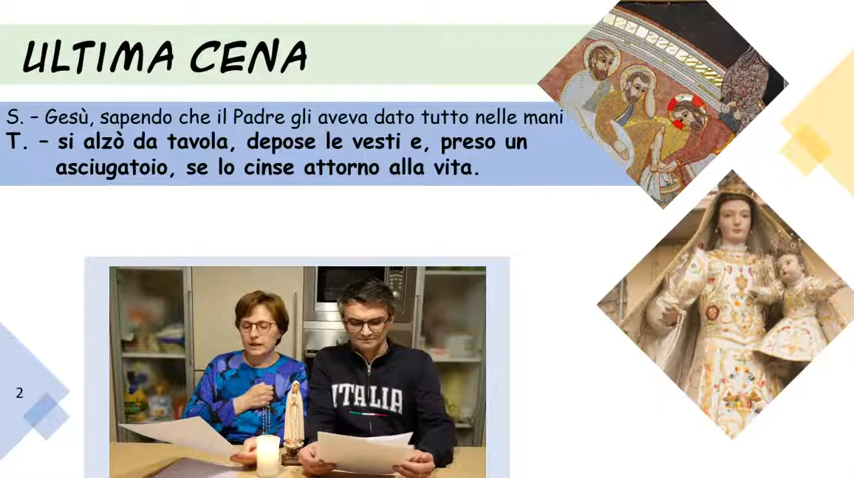 ULTIMA CENA
S. – Gesù, sapendo che il Padre gli aveva dato tutto nelle mani
T. – si alzò da tavola, depose le vesti e, preso un
asciugatoio, se lo cinse attorno alla vita.
ITALIA
2